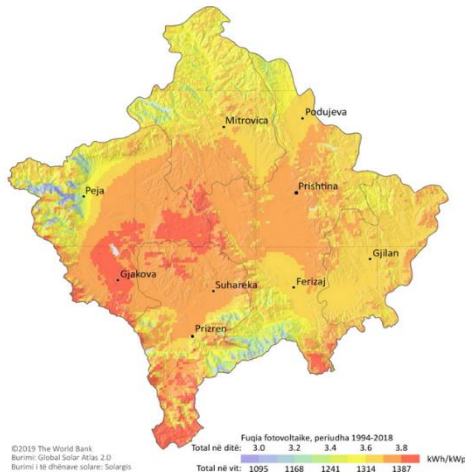 Podujeva
Mitrovica
Peja
Prishtina
Gjilan
Gjakova
Suhareka
Ferizaj
Prizren
Fuqia fotovoltaike, periudha 1994-2018
Total në ditë: 3.0 3.2 3.4 3.6 3.8
kWh/kWp
Total në vit: 1095 1168 1241 1314 1387
©2019 The World Bank
Burimi: Global Solar Atlas 2.0
Burimi i të dhënave solare: Solargis